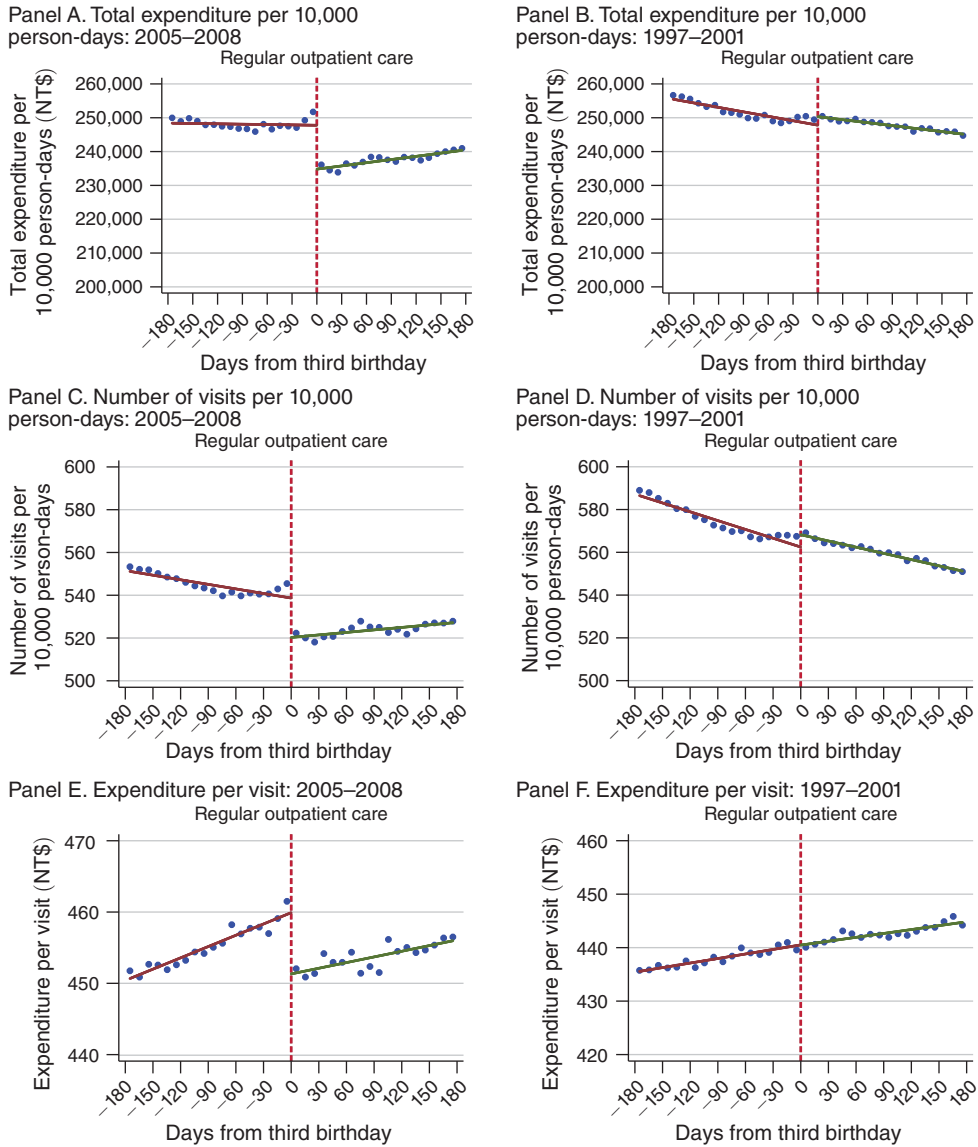 Panel A. Total expenditure per 10,000
person-days: 2005–2008
Regular outpatient care
Total expenditure per
10,000 person-days (NT$)
260,000
250,000
240,000
230,000
220,000
210,000
200,000
−180 −150 −120 −90 −60 −30 0 30 60 90 120 150 180
Days from third birthday
Panel B. Total expenditure per 10,000
person-days: 1997–2001
Regular outpatient care
Total expenditure per
10,000 person-days (NT$)
260,000
250,000
240,000
230,000
220,000
210,000
200,000
−180 −150 −120 −90 −60 −30 0 30 60 90 120 150 180
Days from third birthday
Panel C. Number of visits per 10,000
person-days: 2005–2008
Regular outpatient care
Number of visits per
10,000 person-days
600
580
560
540
520
500
−180 −150 −120 −90 −60 −30 0 30 60 90 120 150 180
Days from third birthday
Panel D. Number of visits per 10,000
person-days: 1997–2001
Regular outpatient care
Number of visits per
10,000 person-days
600
580
560
540
520
500
−180 −150 −120 −90 −60 −30 0 30 60 90 120 150 180
Days from third birthday
Panel E. Expenditure per visit: 2005–2008
Regular outpatient care
Expenditure per visit (NT$)
470
460
450
440
−180 −150 −120 −90 −60 −30 0 30 60 90 120 150 180
Days from third birthday
Panel F. Expenditure per visit: 1997–2001
Regular outpatient care
Expenditure per visit (NT$)
460
450
440
430
420
−180 −150 −120 −90 −60 −30 0 30 60 90 120 150 180
Days from third birthday